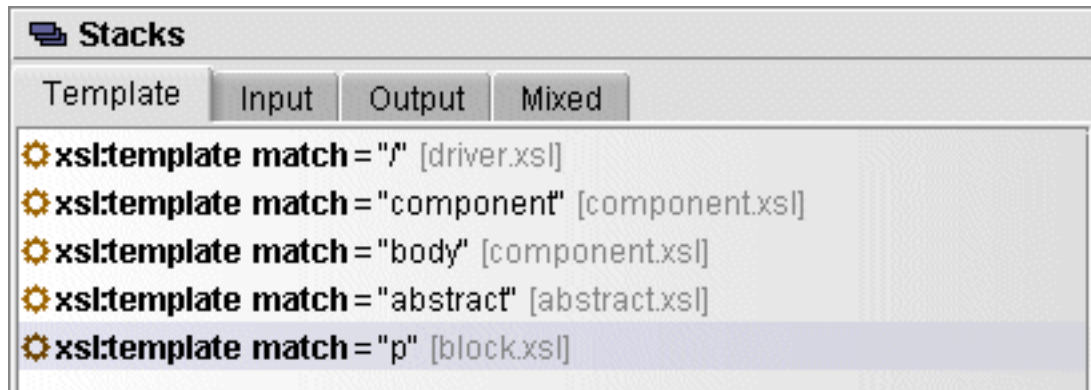 Stacks
Template Input Output Mixed
xsl:template match = "/" [driver.xsl]
xsl:template match = "component" [component.xsl]
xsl:template match = "body" [component.xsl]
xsl:template match = "abstract" [abstract.xsl]
xsl:template match = "p" [block.xsl]